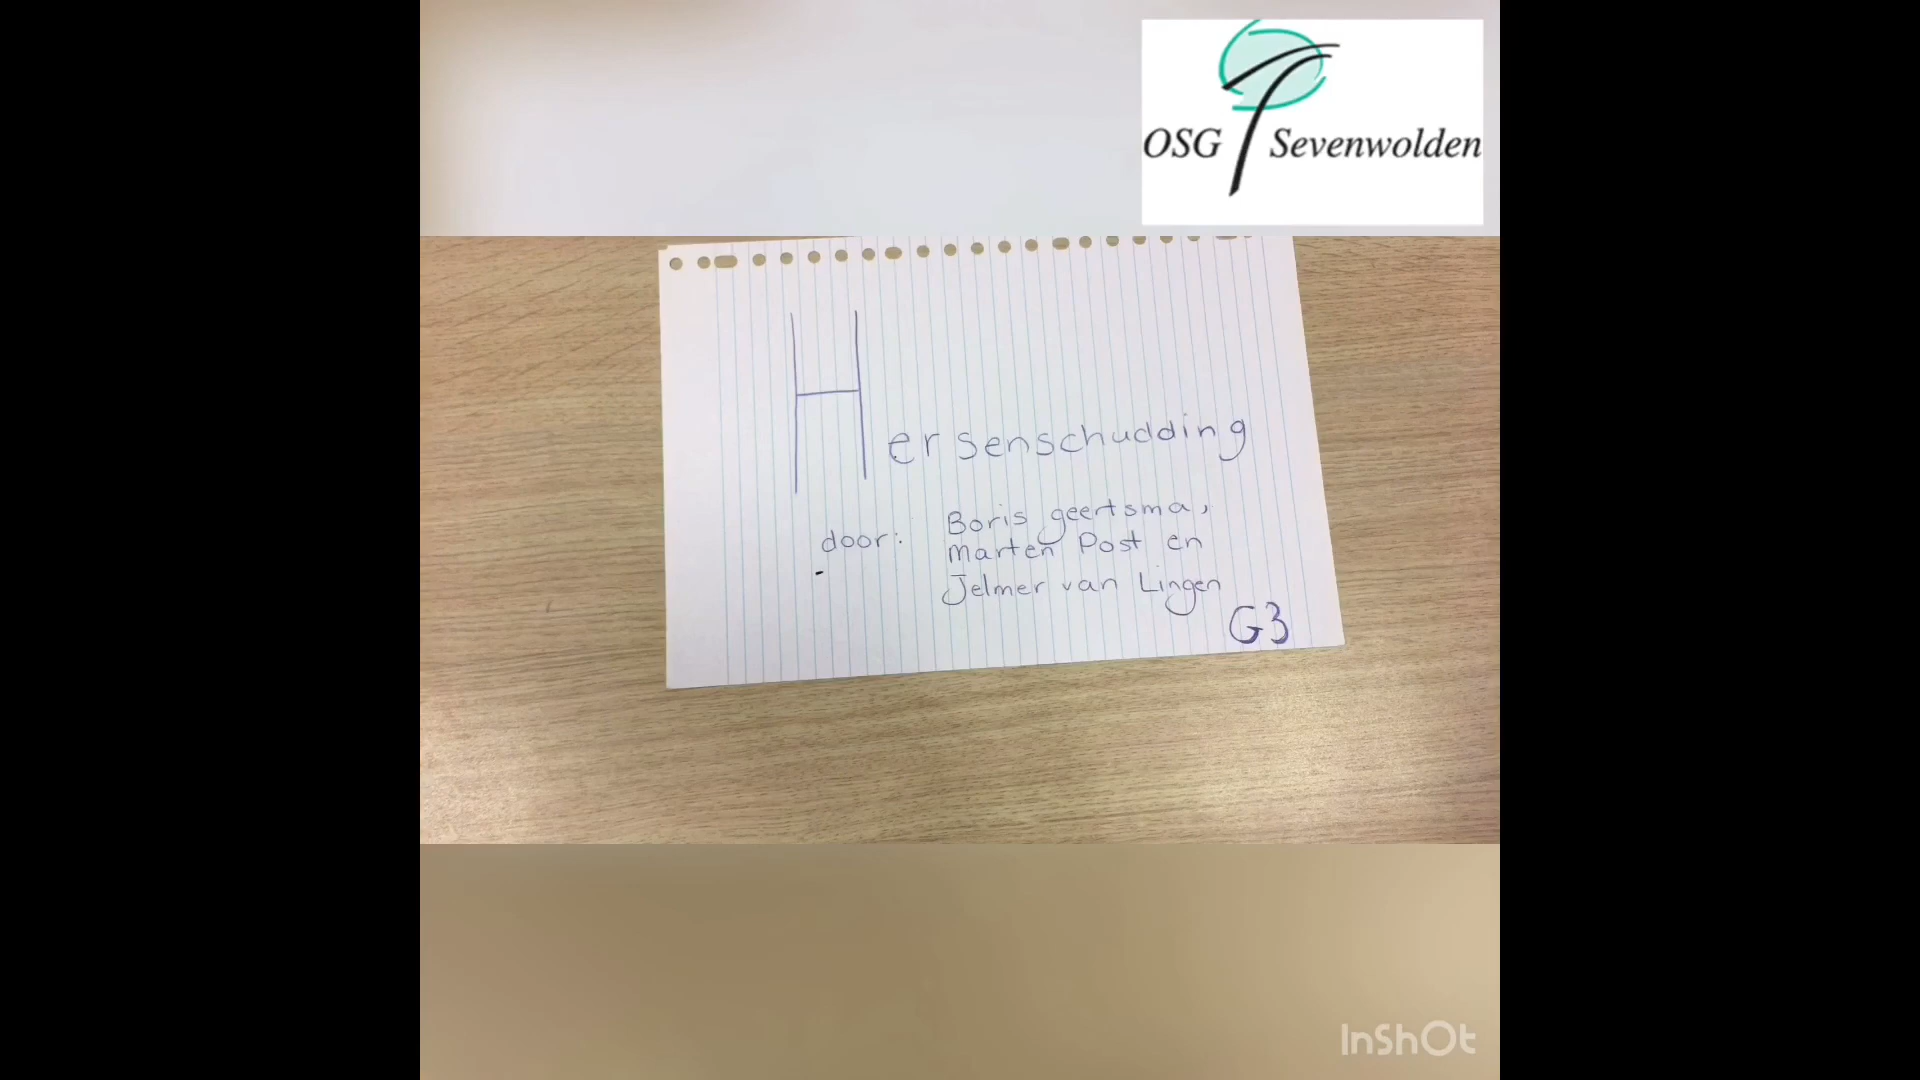 OSG Sevenwolden
Hersenschudding
door: Boris geertsma,
Marten Post en
Jelmer van Lingen
G3
InShOt